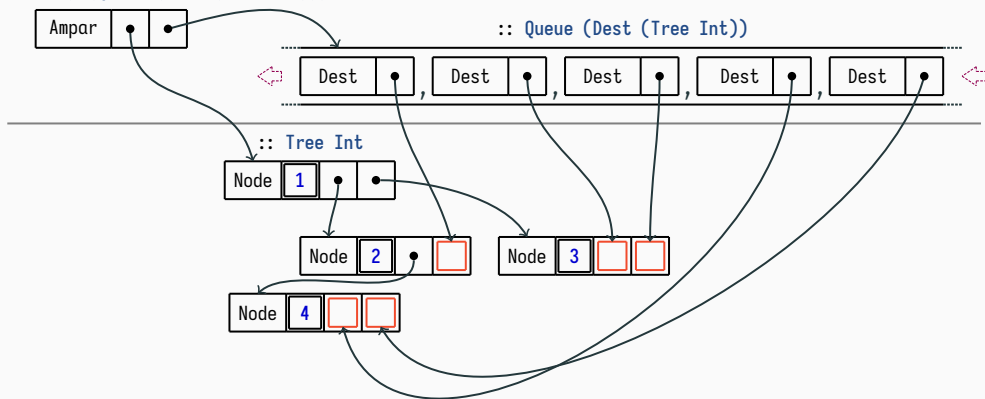 Ampar
:: Queue (Dest (Tree Int))
Dest , Dest , Dest , Dest , Dest
:: Tree Int
Node 1
Node 2
Node 3
Node 4